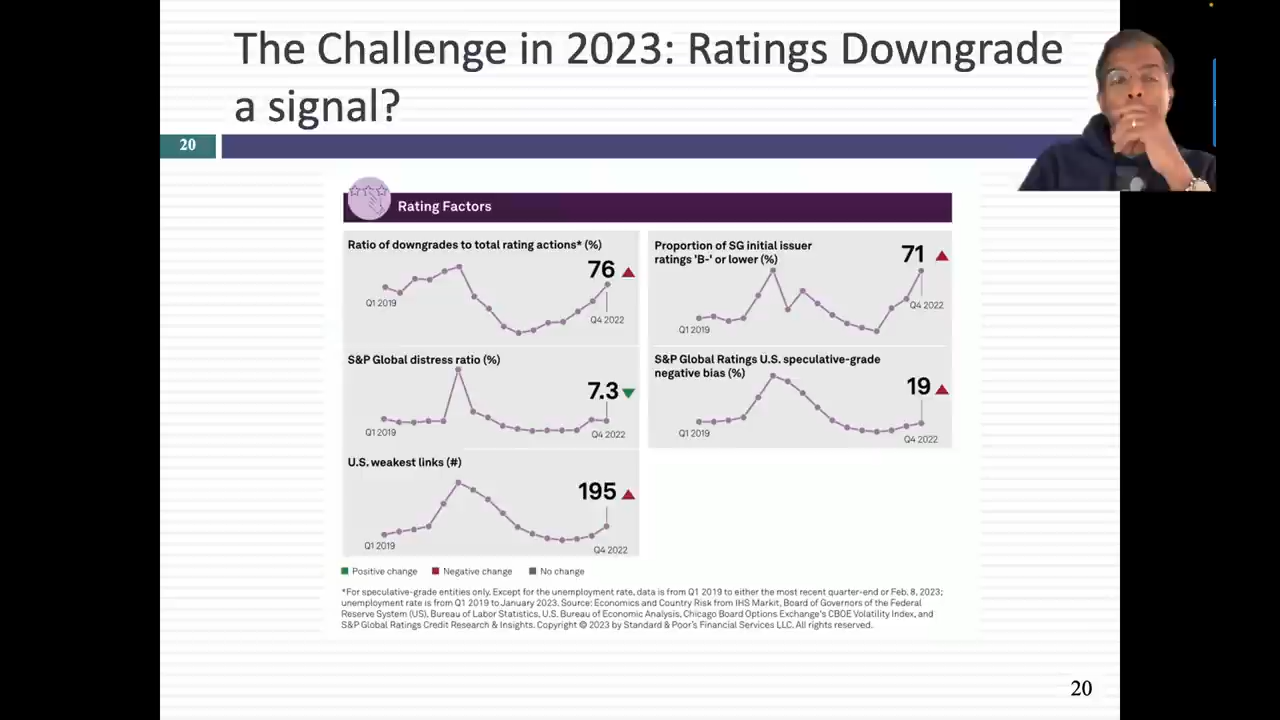 The Challenge in 2023: Ratings Downgrade
a signal?
20
Rating Factors
Ratio of downgrades to total rating actions* (%)
76
Q1 2019
Q4 2022
Proportion of SG initial issuer
ratings 'B-' or lower (%)
71
Q1 2019
Q4 2022
S&P Global distress ratio (%)
7.3
Q1 2019
Q4 2022
S&P Global Ratings U.S. speculative-grade
negative bias (%)
19
Q1 2019
Q4 2022
U.S. weakest links (#)
195
Q1 2019
Q4 2022
Positive change
Negative change
No change
*For speculative-grade entities only. Except for the unemployment rate, data is from Q1 2019 to either the most recent quarter-end or Feb. 8, 2023;
unemployment rate is from Q1 2019 to January 2023. Source: Economics and Country Risk from IHS Markit, Board of Governors of the Federal
Reserve System (US), Bureau of Labor Statistics, U.S. Bureau of Economic Analysis, Chicago Board Options Exchange's CBOE Volatility Index, and
S&P Global Ratings Credit Research & Insights. Copyright © 2023 by Standard & Poor's Financial Services LLC. All rights reserved.
20